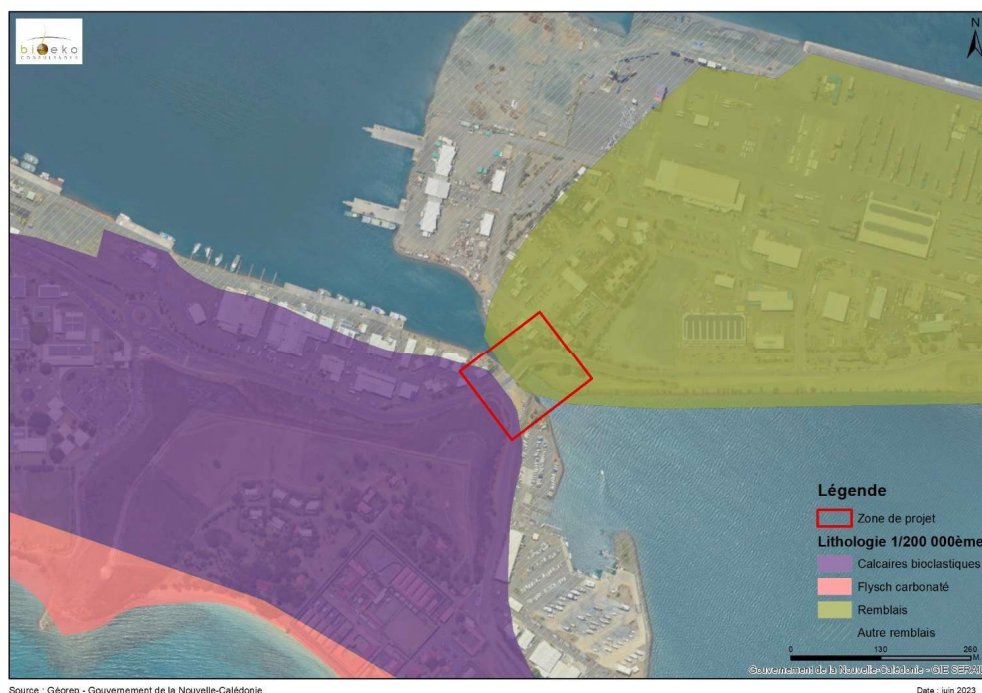 bioeko
CONSULTANTS
N
Légende
Zone de projet
Lithologie 1/200 000ème
Calcaires bioclastiques
Flysch carbonaté
Remblais
Autre remblais
0 130 260
M
Gouvernement de la Nouvelle-Calédonie - GIE SERAIL
Source : Géorep - Gouvernement de la Nouvelle-Calédonie
Date : juin 2023